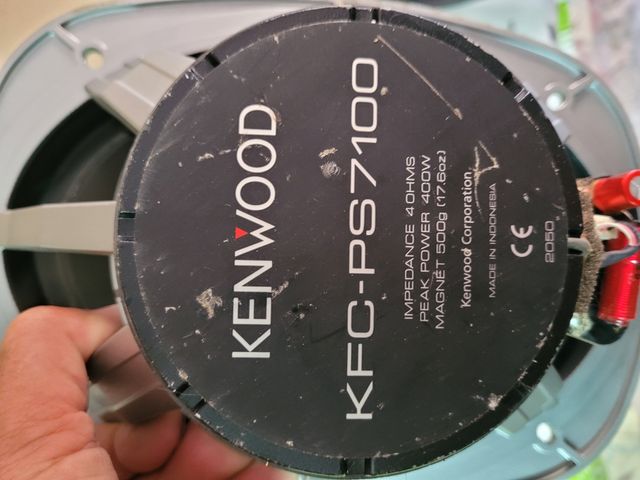 KENWOOD
KFC-PS7100
IMPEDANCE 4 OHMS
PEAK POWER 400W
MAGNET 500g (17.6oz)
Kenwood Corporation
MADE IN INDONESIA
CE
2050